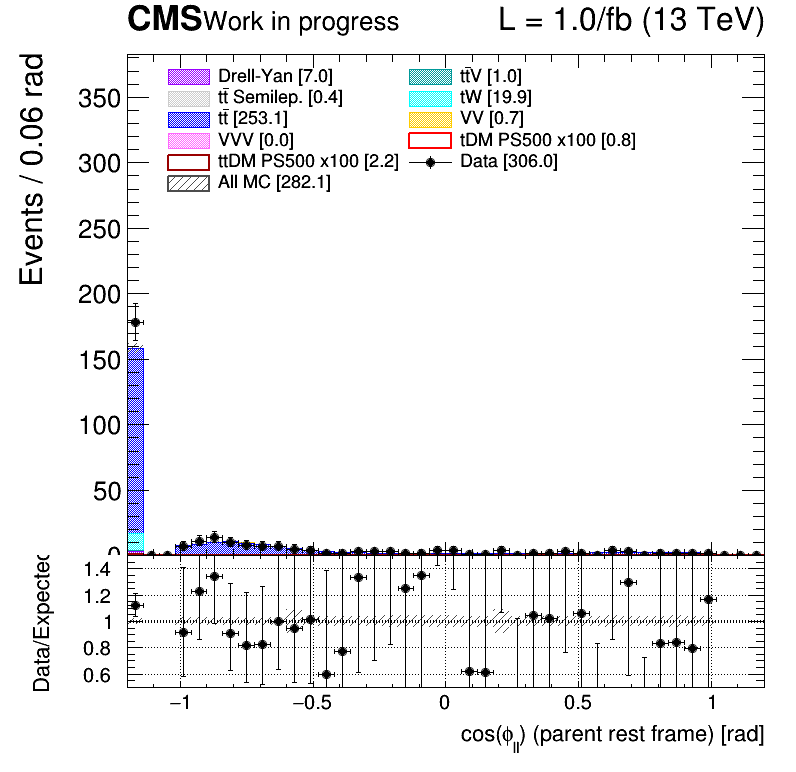 CMS Work in progress L = 1.0/fb (13 TeV)
Events / 0.06 rad
Drell-Yan [7.0]
tt̄ Semilep. [0.4]
tt̄ [253.1]
VVV [0.0]
ttDM PS500 x100 [2.2]
All MC [282.1]
tt̄V [1.0]
tW [19.9]
VV [0.7]
tDM PS500 x100 [0.8]
Data [306.0]
350
300
250
200
150
100
50
0
Data/Expected
1.4
1.2
1
0.8
0.6
−1 −0.5 0 0.5 1
cos(ϕ_ll) (parent rest frame) [rad]